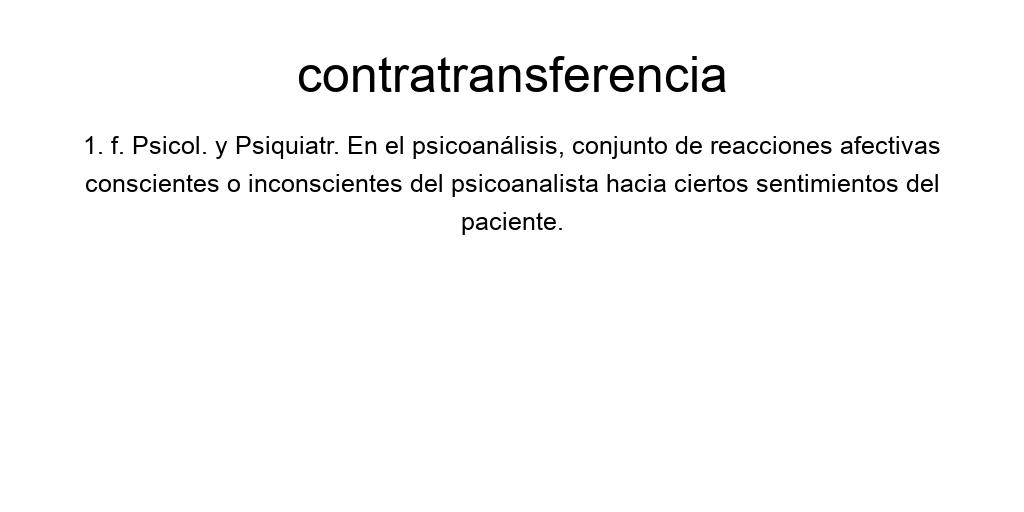 contratransferencia
1. f. Psicol. y Psiquiatr. En el psicoanálisis, conjunto de reacciones afectivas
conscientes o inconscientes del psicoanalista hacia ciertos sentimientos del
paciente.